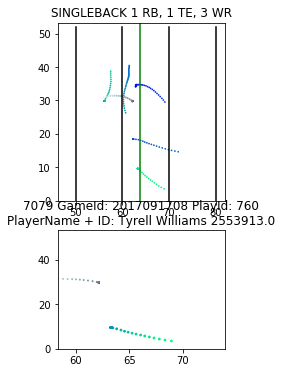 SINGLEBACK 1 RB, 1 TE, 3 WR
50
40
30
20
10
0
50 60 70 80
7079 GameId: 2017091708 PlayId: 760
PlayerName + ID: Tyrell Williams 2553913.0
40
20
0
60 65 70